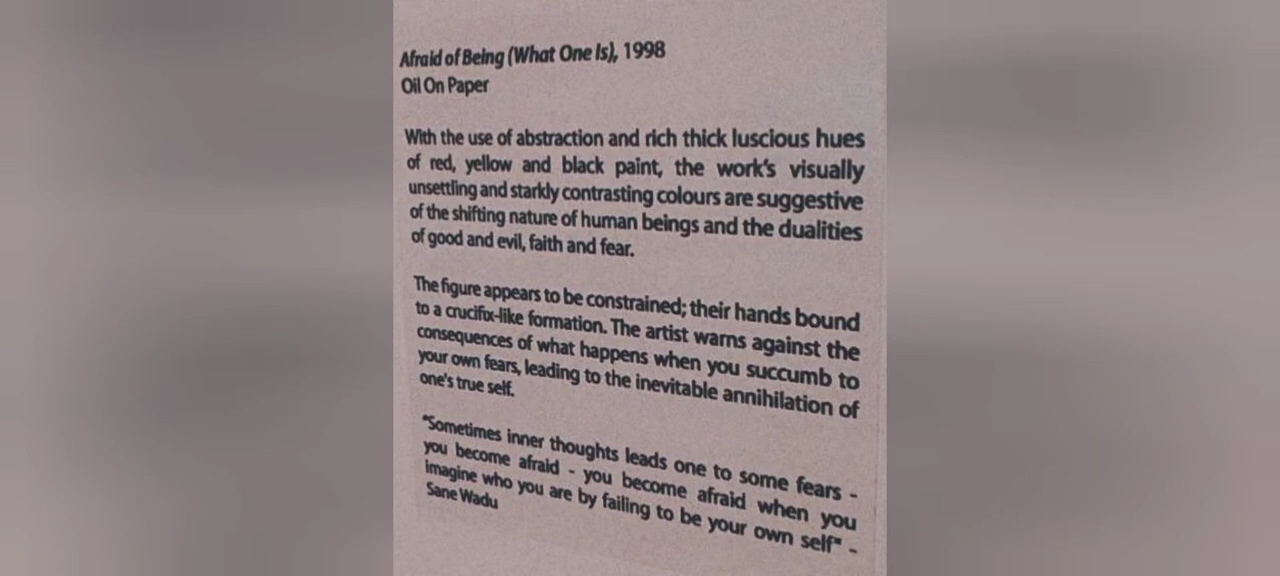 Afraid of Being (What One Is), 1998
Oil On Paper
With the use of abstraction and rich thick luscious hues
of red, yellow and black paint, the work's visually
unsettling and starkly contrasting colours are suggestive
of the shifting nature of human beings and the dualities
of good and evil, faith and fear.
The figure appears to be constrained; their hands bound
to a crucifix-like formation. The artist warns against the
consequences of what happens when you succumb to
your own fears, leading to the inevitable annihilation of
one's true self.
"Sometimes inner thoughts leads one to some fears -
you become afraid - you become afraid when you
imagine who you are by failing to be your own self" -
Sane Wadu